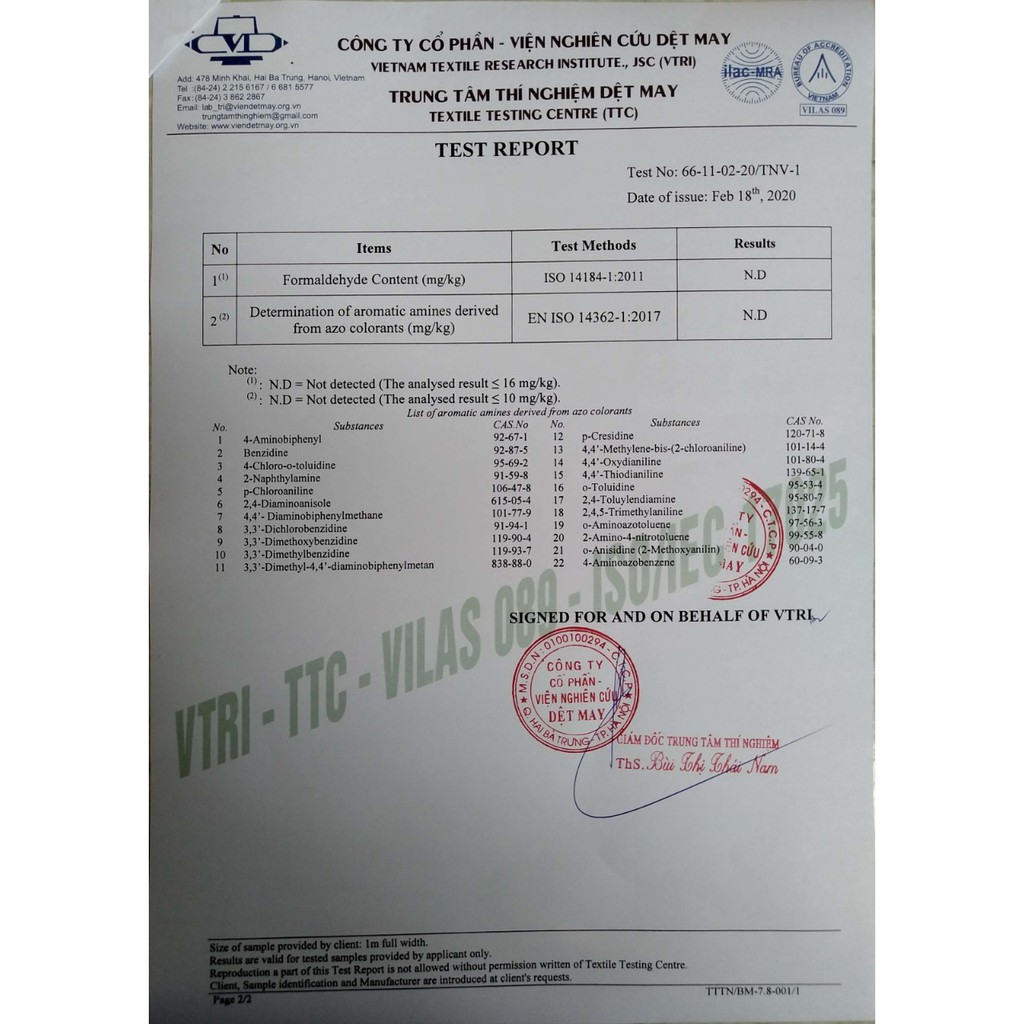 CVID
CÔNG TY CỔ PHẦN - VIỆN NGHIÊN CỨU DỆT MAY
VIETNAM TEXTILE RESEARCH INSTITUTE., JSC (VTRI)
TRUNG TÂM THÍ NGHIỆM DỆT MAY
TEXTILE TESTING CENTRE (TTC)
Add: 478 Minh Khai, Hai Ba Trung, Hanoi, Vietnam
Tel :(84-24) 2 215 6167 / 6 681 5577
Fax:(84-24) 3 862 2867
Email: lab_tri@viendetmay.org.vn
trungtamthinghiem@gmail.com
Website: www.viendetmay.org.vn
ilac-MRA
BUREAU OF ACCREDITATION
VIETNAM
VILAS 089
TEST REPORT
Test No: 66-11-02-20/TNV-1
Date of issue: Feb 18th, 2020
No Items Test Methods Results
1(1) Formaldehyde Content (mg/kg) ISO 14184-1:2011 N.D
2(2) Determination of aromatic amines derived from azo colorants (mg/kg) EN ISO 14362-1:2017 N.D
Note:
(1): N.D = Not detected (The analysed result ≤ 16 mg/kg).
(2): N.D = Not detected (The analysed result ≤ 10 mg/kg).
List of aromatic amines derived from azo colorants
No. Substances CAS.No No. Substances CAS No.
1 4-Aminobiphenyl 92-67-1 12 p-Cresidine 120-71-8
2 Benzidine 92-87-5 13 4,4'-Methylene-bis-(2-chloroaniline) 101-14-4
3 4-Chloro-o-toluidine 95-69-2 14 4,4'-Oxydianiline 101-80-4
4 2-Naphthylamine 91-59-8 15 4,4'-Thiodianiline 139-65-1
5 p-Chloroaniline 106-47-8 16 o-Toluidine 95-53-4
6 2,4-Diaminoanisole 615-05-4 17 2,4-Toluylendiamine 95-80-7
7 4,4'- Diaminobiphenylmethane 101-77-9 18 2,4,5-Trimethylaniline 137-17-7
8 3,3'-Dichlorobenzidine 91-94-1 19 o-Aminoazotoluene 97-56-3
9 3,3'-Dimethoxybenzidine 119-90-4 20 2-Amino-4-nitrotoluene 99-55-8
10 3,3'-Dimethylbenzidine 119-93-7 21 o-Anisidine (2-Methoxyanilin) 90-04-0
11 3,3'-Dimethyl-4,4'-diaminobiphenylmetan 838-88-0 22 4-Aminoazobenzene 60-09-3
VTRI - TTC - VILAS 089 - ISO/IEC 17025
SIGNED FOR AND ON BEHALF OF VTRI
M.S.D.N: 0100100294 - C.T.C.P
CÔNG TY
CỔ PHẦN -
VIỆN NGHIÊN CỨU
DỆT MAY
Q. HAI BÀ TRƯNG - TP. HÀ NỘI
GIÁM ĐỐC TRUNG TÂM THÍ NGHIỆM
ThS. Bùi Thị Thái Nam
Size of sample provided by client: 1m full width.
Results are valid for tested samples provided by applicant only.
Reproduction a part of this Test Report is not allowed without permission written of Textile Testing Centre.
Client, Sample identification and Manufacturer are introduced at client's requests.
Page 2/2
TTTN/BM-7.8-001/1